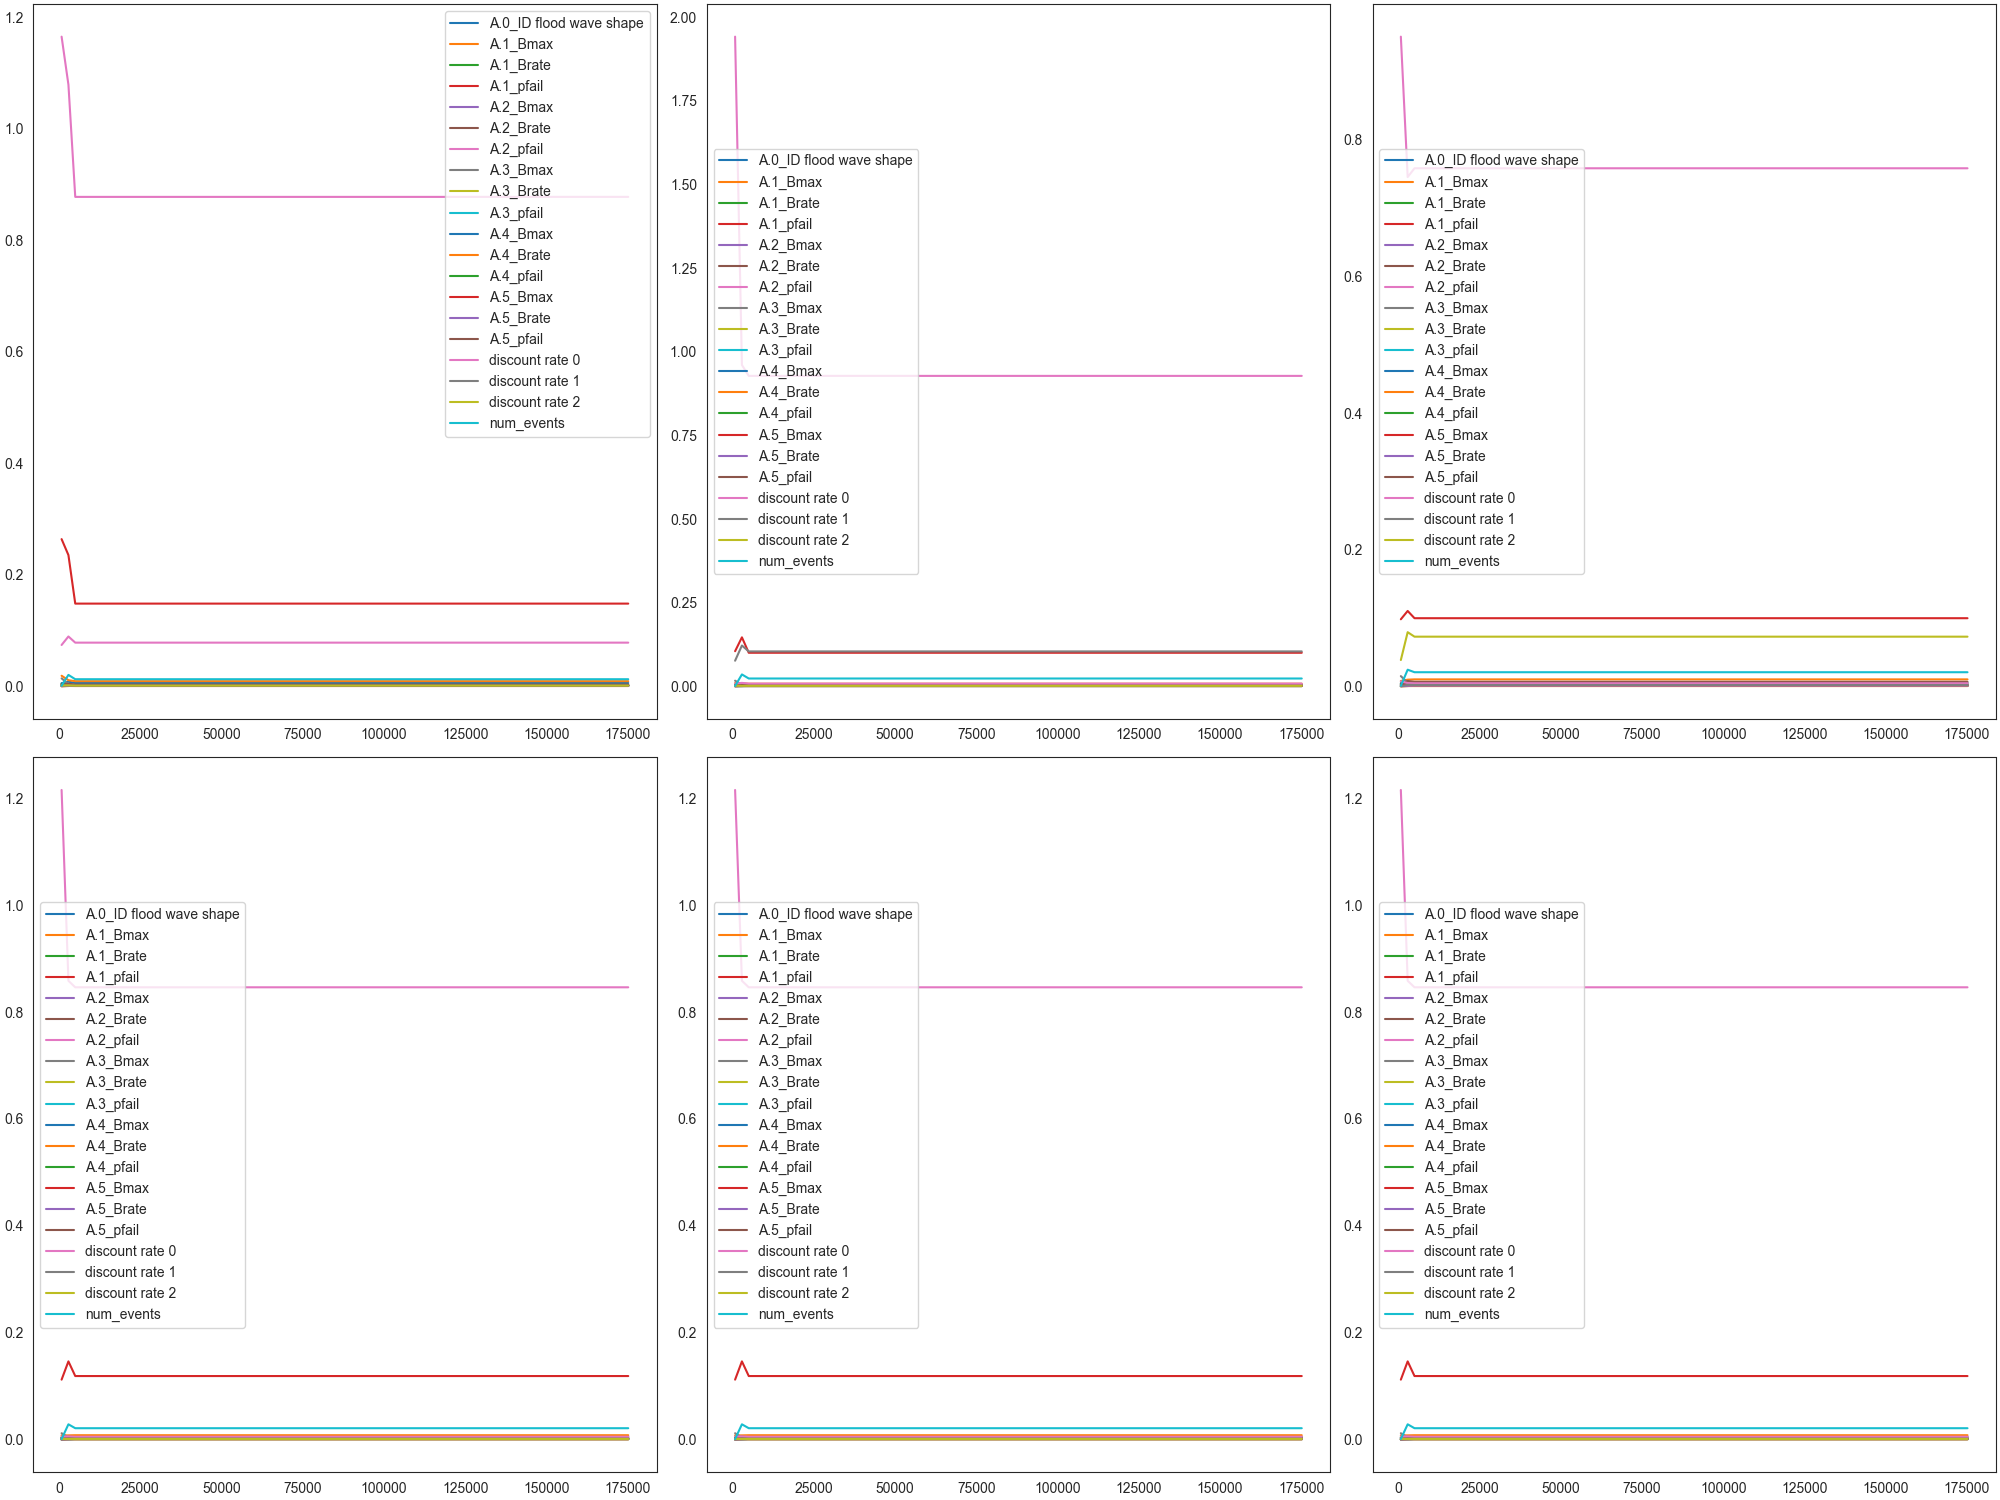 1.2
1.0
0.8
0.6
0.4
0.2
0.0
A.0_ID flood wave shape
A.1_Bmax
A.1_Brate
A.1_pfail
A.2_Bmax
A.2_Brate
A.2_pfail
A.3_Bmax
A.3_Brate
A.3_pfail
A.4_Bmax
A.4_Brate
A.4_pfail
A.5_Bmax
A.5_Brate
A.5_pfail
discount rate 0
discount rate 1
discount rate 2
num_events
0 25000 50000 75000 100000 125000 150000 175000
2.00
1.75
1.50
1.25
1.00
0.75
0.50
0.25
0.00
A.0_ID flood wave shape
A.1_Bmax
A.1_Brate
A.1_pfail
A.2_Bmax
A.2_Brate
A.2_pfail
A.3_Bmax
A.3_Brate
A.3_pfail
A.4_Bmax
A.4_Brate
A.4_pfail
A.5_Bmax
A.5_Brate
A.5_pfail
discount rate 0
discount rate 1
discount rate 2
num_events
0 25000 50000 75000 100000 125000 150000 175000
0.8
0.6
0.4
0.2
0.0
A.0_ID flood wave shape
A.1_Bmax
A.1_Brate
A.1_pfail
A.2_Bmax
A.2_Brate
A.2_pfail
A.3_Bmax
A.3_Brate
A.3_pfail
A.4_Bmax
A.4_Brate
A.4_pfail
A.5_Bmax
A.5_Brate
A.5_pfail
discount rate 0
discount rate 1
discount rate 2
num_events
0 25000 50000 75000 100000 125000 150000 175000
1.2
1.0
0.8
0.6
0.4
0.2
0.0
A.0_ID flood wave shape
A.1_Bmax
A.1_Brate
A.1_pfail
A.2_Bmax
A.2_Brate
A.2_pfail
A.3_Bmax
A.3_Brate
A.3_pfail
A.4_Bmax
A.4_Brate
A.4_pfail
A.5_Bmax
A.5_Brate
A.5_pfail
discount rate 0
discount rate 1
discount rate 2
num_events
0 25000 50000 75000 100000 125000 150000 175000
1.2
1.0
0.8
0.6
0.4
0.2
0.0
A.0_ID flood wave shape
A.1_Bmax
A.1_Brate
A.1_pfail
A.2_Bmax
A.2_Brate
A.2_pfail
A.3_Bmax
A.3_Brate
A.3_pfail
A.4_Bmax
A.4_Brate
A.4_pfail
A.5_Bmax
A.5_Brate
A.5_pfail
discount rate 0
discount rate 1
discount rate 2
num_events
0 25000 50000 75000 100000 125000 150000 175000
1.2
1.0
0.8
0.6
0.4
0.2
0.0
A.0_ID flood wave shape
A.1_Bmax
A.1_Brate
A.1_pfail
A.2_Bmax
A.2_Brate
A.2_pfail
A.3_Bmax
A.3_Brate
A.3_pfail
A.4_Bmax
A.4_Brate
A.4_pfail
A.5_Bmax
A.5_Brate
A.5_pfail
discount rate 0
discount rate 1
discount rate 2
num_events
0 25000 50000 75000 100000 125000 150000 175000